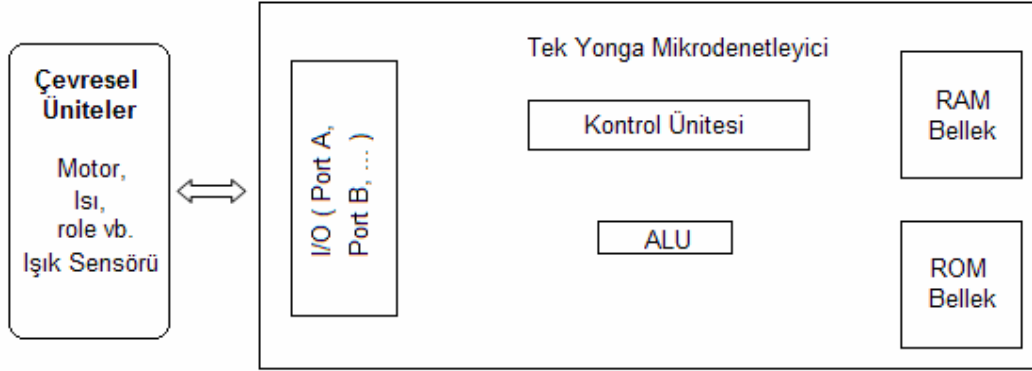 Çevresel
Üniteler
Motor,
Isı,
role vb.
Işık Sensörü
I/O ( Port A,
Port B, ... )
Tek Yonga Mikrodenetleyici
Kontrol Ünitesi
ALU
RAM
Bellek
ROM
Bellek